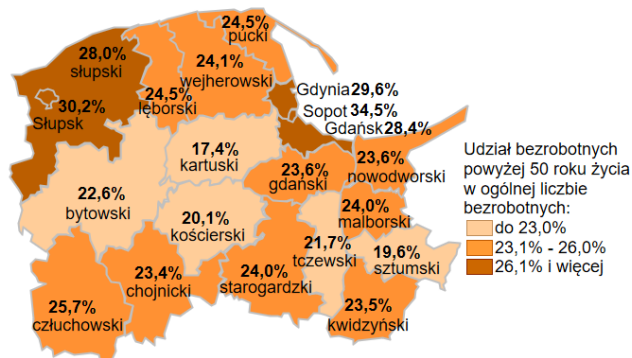 24,5%
pucki
28,0%
słupski
24,1%
wejherowski
24,5%
lęborski
30,2%
Słupsk
Gdynia 29,6%
Sopot 34,5%
Gdańsk 28,4%
17,4%
kartuski
23,6%
gdański
23,6%
nowodworski
22,6%
bytowski
20,1%
kościerski
24,0%
malborski
21,7%
tczewski
19,6%
sztumski
23,4%
chojnicki
24,0%
starogardzki
25,7%
człuchowski
23,5%
kwidzyński
Udział bezrobotnych
powyżej 50 roku życia
w ogólnej liczbie
bezrobotnych:
do 23,0%
23,1% - 26,0%
26,1% i więcej